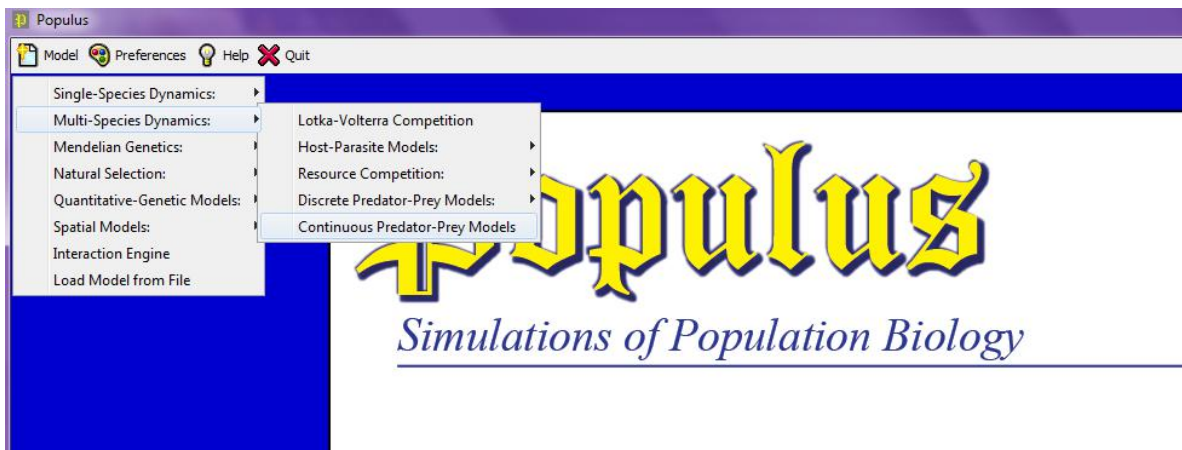 Populus
Model Preferences Help Quit
Single-Species Dynamics:
Multi-Species Dynamics:
Mendelian Genetics:
Natural Selection:
Quantitative-Genetic Models:
Spatial Models:
Interaction Engine
Load Model from File
Lotka-Volterra Competition
Host-Parasite Models:
Resource Competition:
Discrete Predator-Prey Models:
Continuous Predator-Prey Models
Populus
Simulations of Population Biology